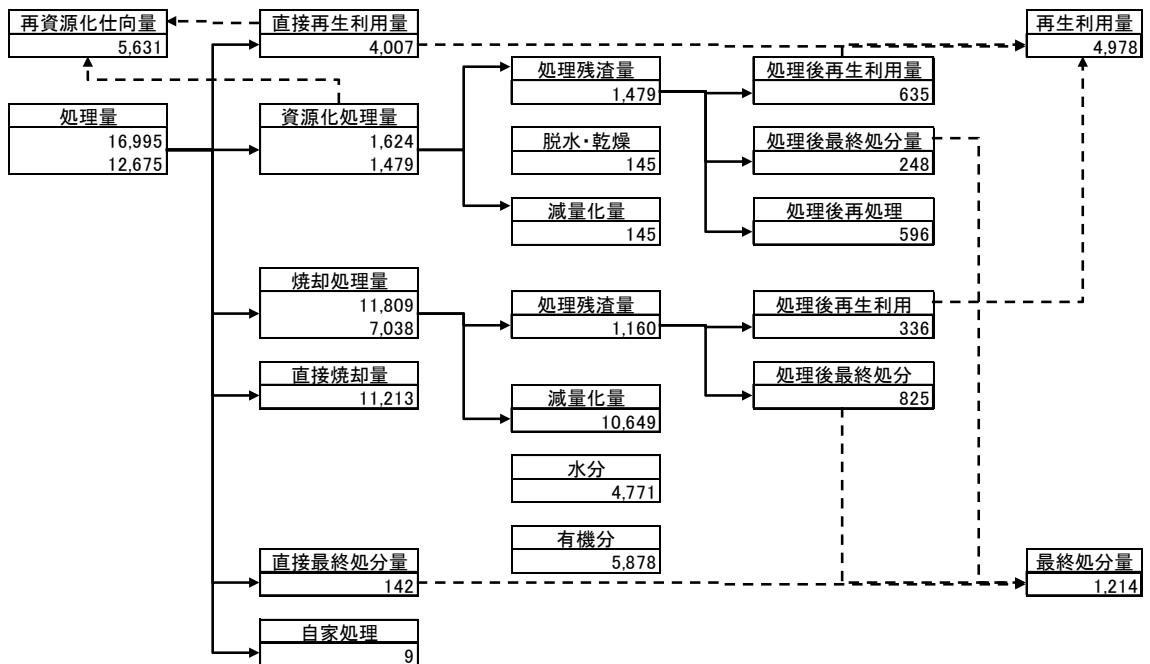 再資源化仕向量
5,631
直接再生利用量
4,007
再生利用量
4,978
処理量
16,995
12,675
資源化処理量
1,624
1,479
処理残渣量
1,479
処理後再生利用量
635
脱水・乾燥
145
処理後最終処分量
248
減量化量
145
処理後再処理
596
焼却処理量
11,809
7,038
処理残渣量
1,160
処理後再生利用
336
直接焼却量
11,213
減量化量
10,649
処理後最終処分
825
水分
4,771
有機分
5,878
直接最終処分量
142
最終処分量
1,214
自家処理
9